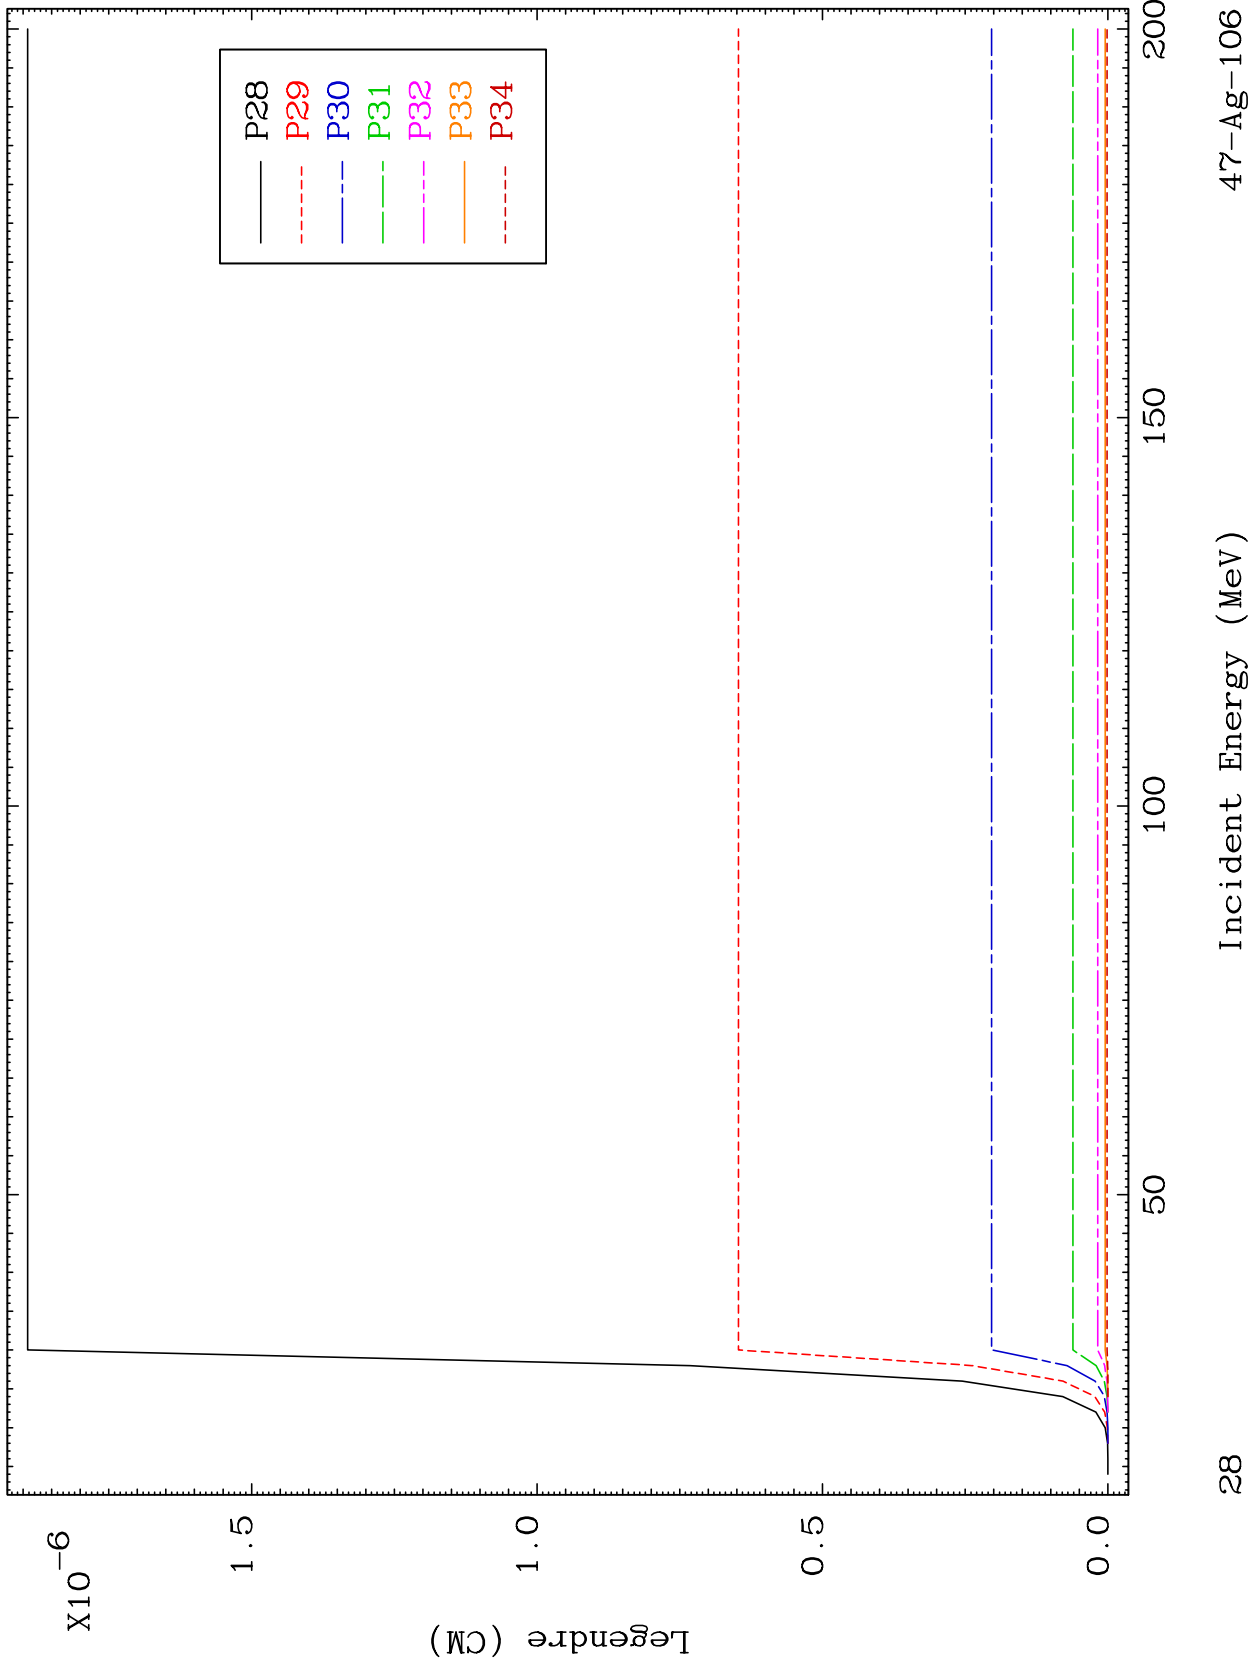 X10-6
1.5
1.0
0.5
0.0
Legendre (CM)
P28
P29
P30
P31
P32
P33
P34
50
100
150
200
28
Incident Energy (MeV)
47-Ag-106